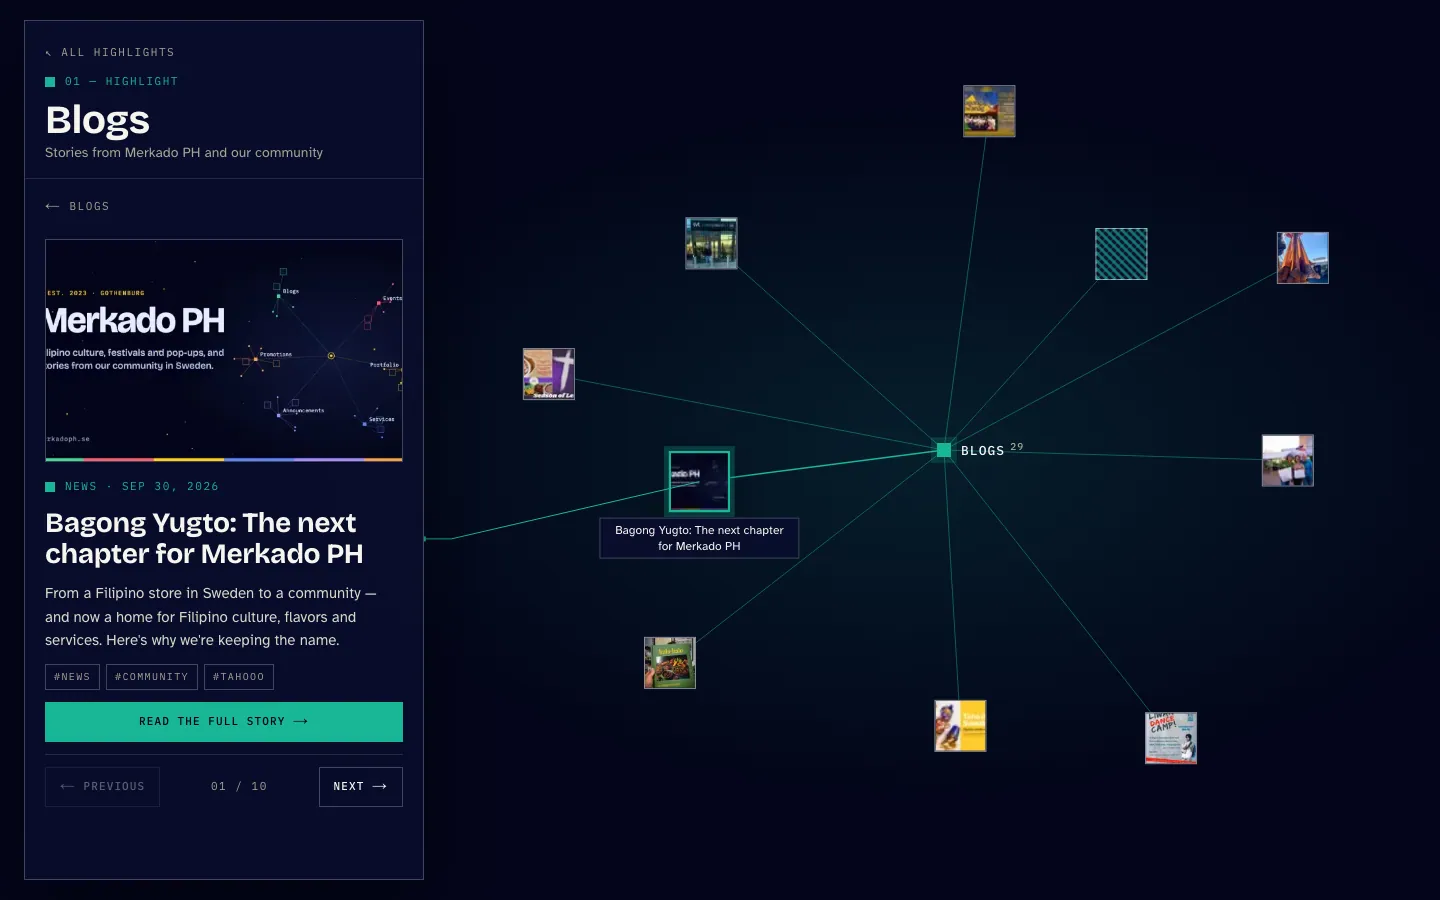 ↖ ALL HIGHLIGHTS
01 — HIGHLIGHT
Blogs
Stories from Merkado PH and our community
← BLOGS
EST. 2023 · GOTHENBURG
Merkado PH
ilipino culture, festivals and pop-ups, and
tories from our community in Sweden.
rkadoph.se
Blogs
Events
Promotions
Portfolio
Announcements
Services
NEWS · SEP 30, 2026
Bagong Yugto: The next
chapter for Merkado PH
From a Filipino store in Sweden to a community —
and now a home for Filipino culture, flavors and
services. Here's why we're keeping the name.
#NEWS #COMMUNITY #TAHOOO
READ THE FULL STORY →
← PREVIOUS 01 / 10 NEXT →
BLOGS 29
Bagong Yugto: The next chapter
for Merkado PH
DANCE
CAMP!